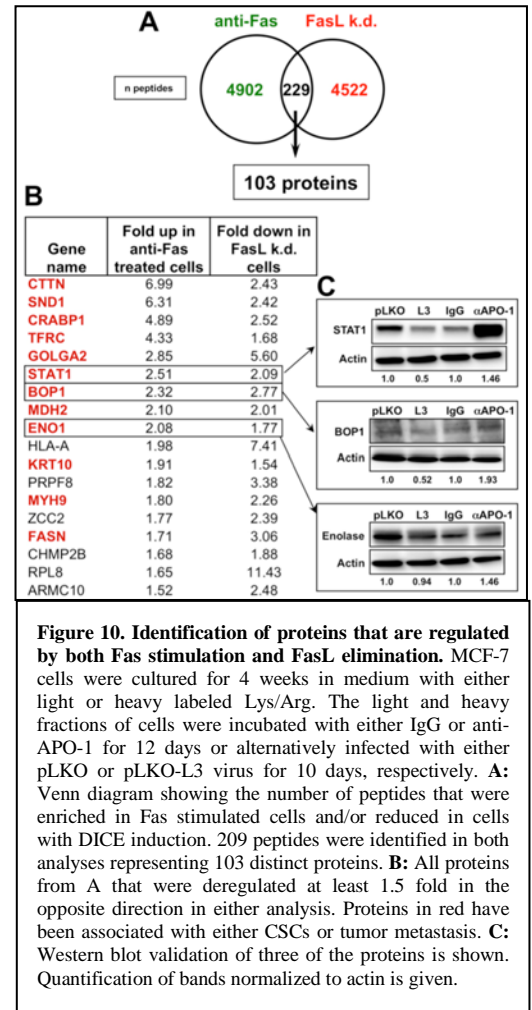 A
anti-Fas FasL k.d.
n peptides 4902 229 4522
103 proteins
B
Gene name Fold up in anti-Fas treated cells Fold down in FasL k.d. cells
CTTN 6.99 2.43
SND1 6.31 2.42
CRABP1 4.89 2.52
TFRC 4.33 1.68
GOLGA2 2.85 5.60
STAT1 2.51 2.09
BOP1 2.32 2.77
MDH2 2.10 2.01
ENO1 2.08 1.77
HLA-A 1.98 7.41
KRT10 1.91 1.54
PRPF8 1.82 3.38
MYH9 1.80 2.26
ZCC2 1.77 2.39
FASN 1.71 3.06
CHMP2B 1.68 1.88
RPL8 1.65 11.43
ARMC10 1.52 2.48
C
pLKO L3 IgG αAPO-1
STAT1
Actin
1.0 0.5 1.0 1.46
pLKO L3 IgG αAPO-1
BOP1
Actin
1.0 0.52 1.0 1.93
pLKO L3 IgG αAPO-1
Enolase
Actin
1.0 0.94 1.0 1.46
Figure 10. Identification of proteins that are regulated
by both Fas stimulation and FasL elimination. MCF-7
cells were cultured for 4 weeks in medium with either
light or heavy labeled Lys/Arg. The light and heavy
fractions of cells were incubated with either IgG or anti-
APO-1 for 12 days or alternatively infected with either
pLKO or pLKO-L3 virus for 10 days, respectively. A:
Venn diagram showing the number of peptides that were
enriched in Fas stimulated cells and/or reduced in cells
with DICE induction. 209 peptides were identified in both
analyses representing 103 distinct proteins. B: All proteins
from A that were deregulated at least 1.5 fold in the
opposite direction in either analysis. Proteins in red have
been associated with either CSCs or tumor metastasis. C:
Western blot validation of three of the proteins is shown.
Quantification of bands normalized to actin is given.